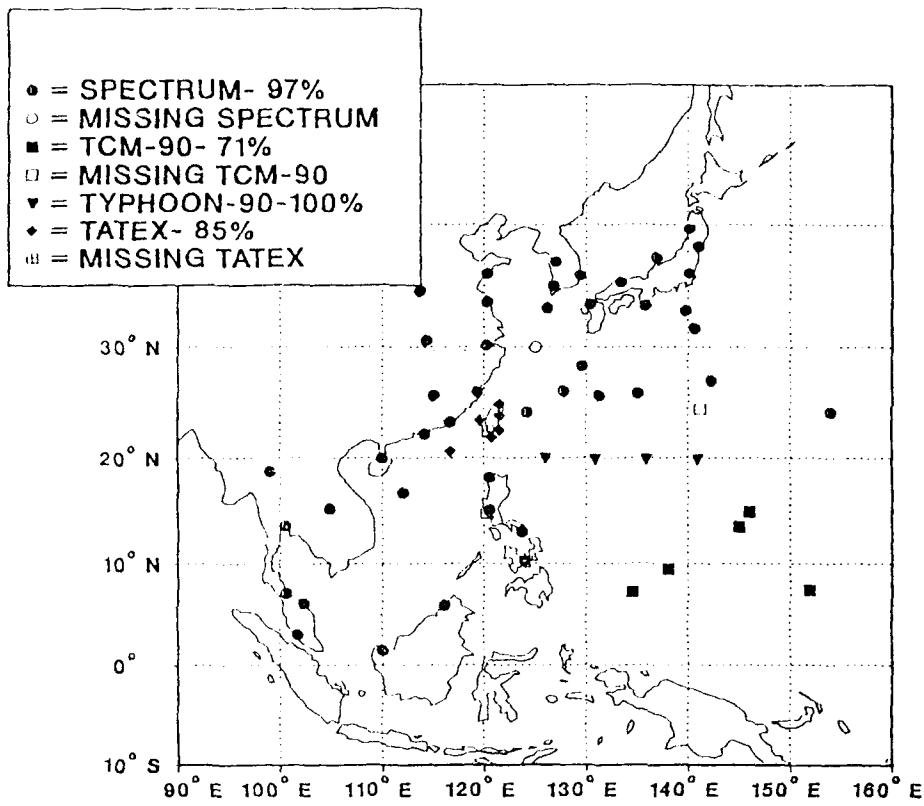 ● = SPECTRUM- 97%
○ = MISSING SPECTRUM
■ = TCM-90- 71%
□ = MISSING TCM-90
▼ = TYPHOON-90-100%
◆ = TATEX- 85%
⊞ = MISSING TATEX
30° N
20° N
10° N
0°
10° S
90° E 100° E 110° E 120° E 130° E 140° E 150° E 160° E